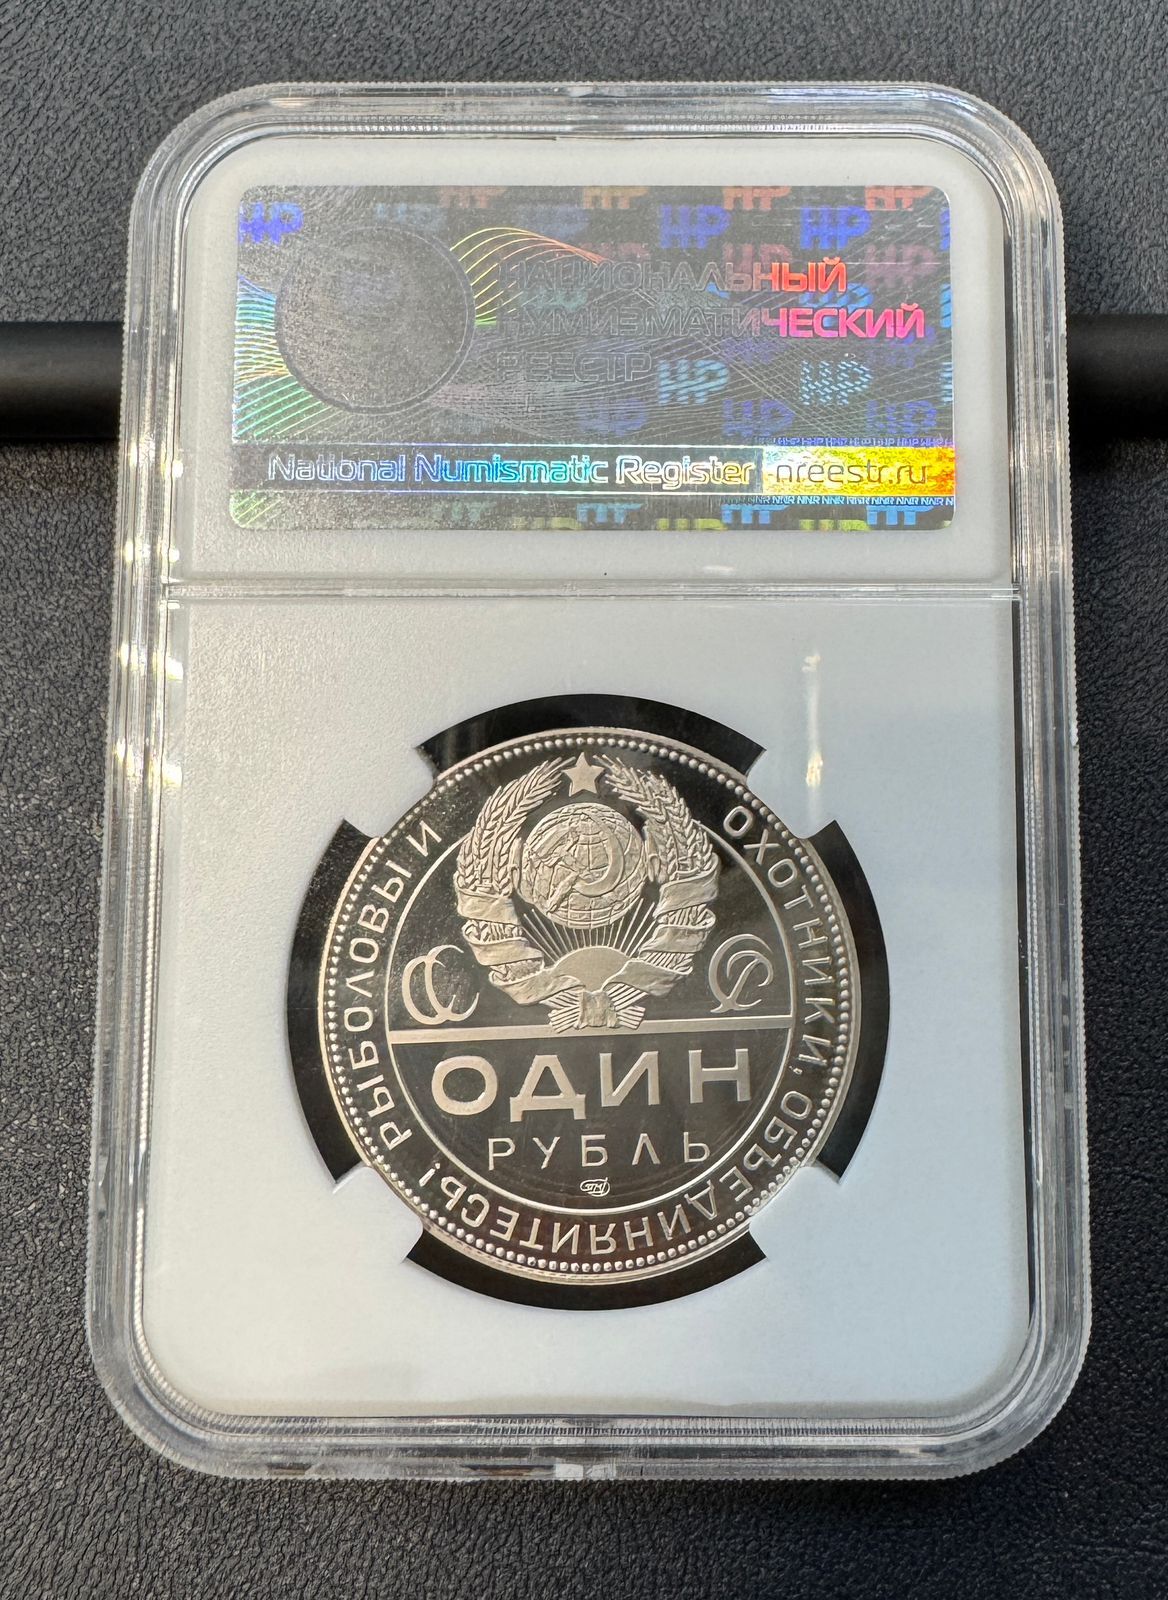 НАЦИОНАЛЬНЫЙ
НУМИЗМАТИЧЕСКИЙ
РЕЕСТР
National Numismatic Register nreestr.ru
РЫБОЛОВЫ И ОХОТНИКИ, ОБЪЕДИНЯЙТЕСЬ!
СС СР
ОДИН
РУБЛЬ